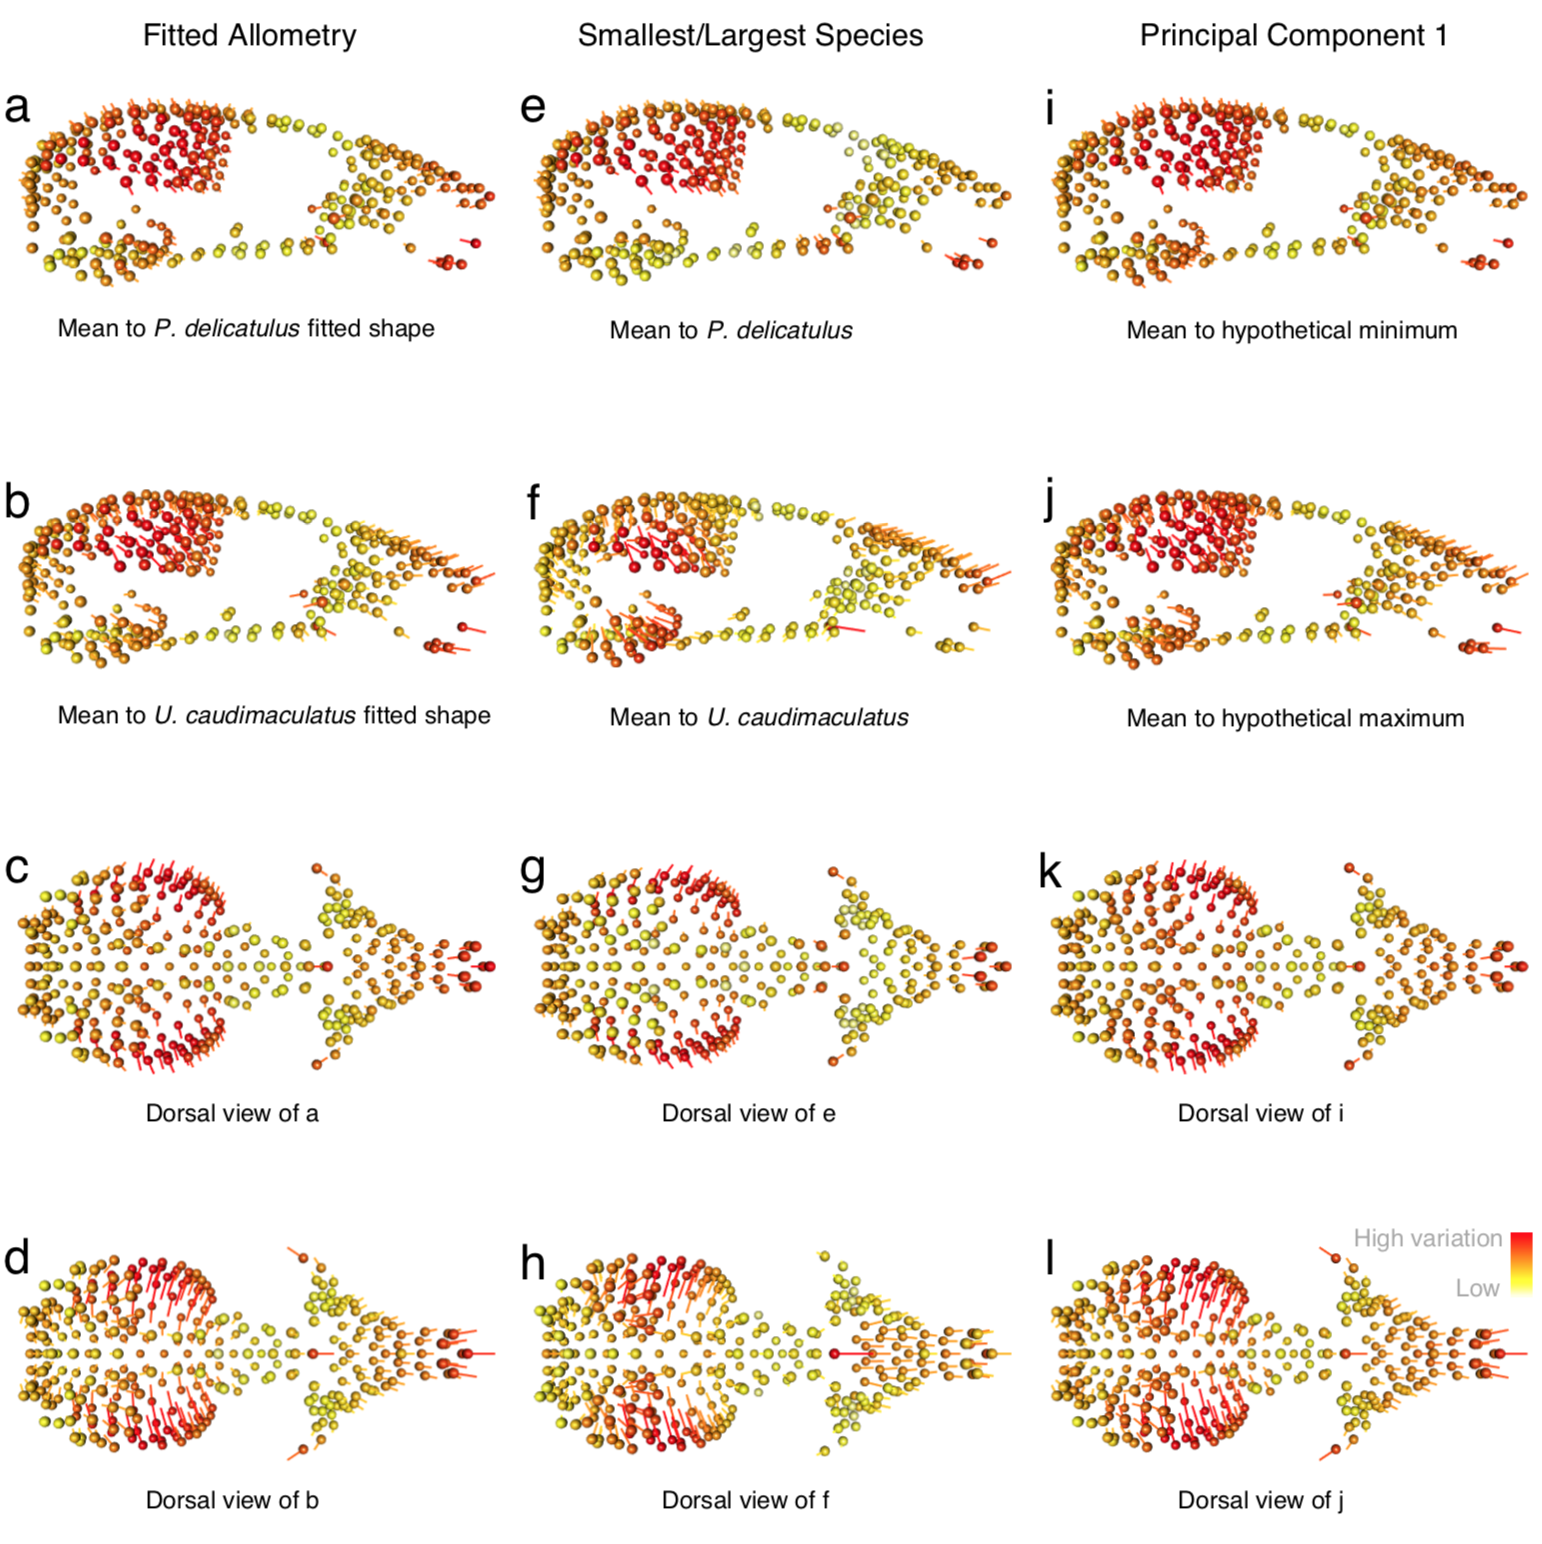 Fitted Allometry
Smallest/Largest Species
Principal Component 1
a
e
i
Mean to P. delicatulus fitted shape
Mean to P. delicatulus
Mean to hypothetical minimum
b
f
j
Mean to U. caudimaculatus fitted shape
Mean to U. caudimaculatus
Mean to hypothetical maximum
c
g
k
Dorsal view of a
Dorsal view of e
Dorsal view of i
d
h
l
High variation
Low
Dorsal view of b
Dorsal view of f
Dorsal view of j